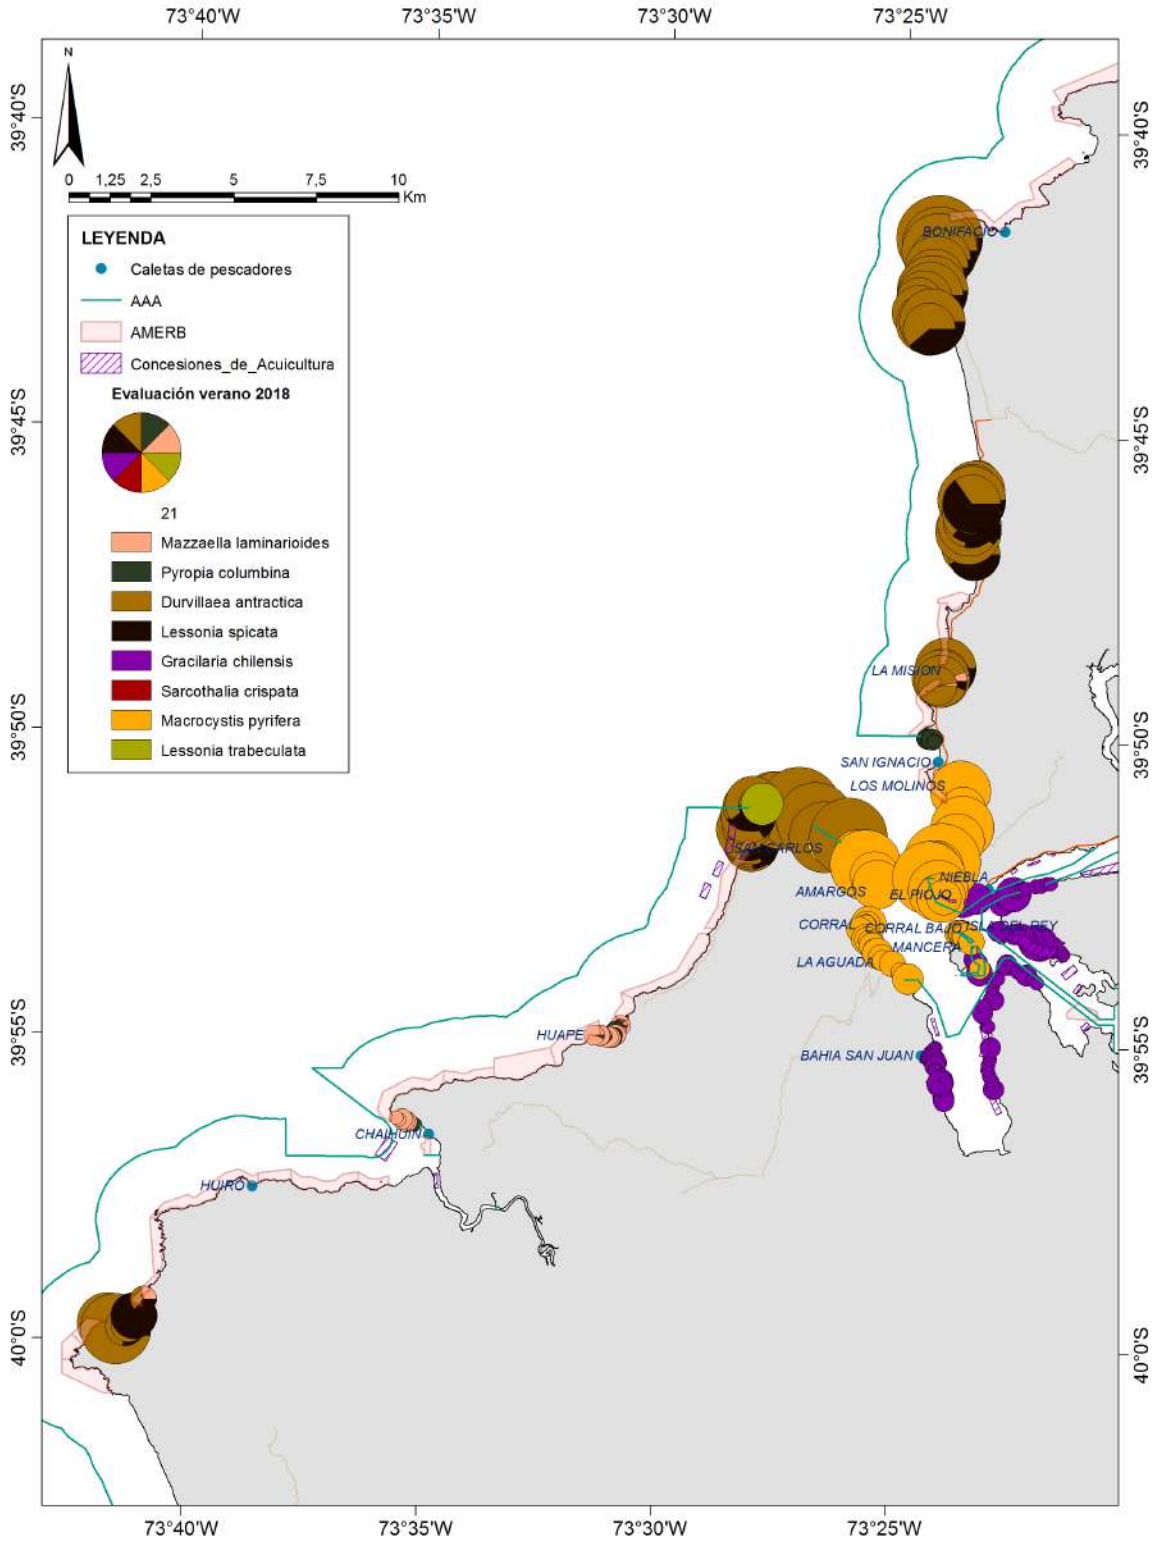 73°40'W 73°35'W 73°30'W 73°25'W
N
39°40'S
39°40'S
0 1,25 2,5 5 7,5 10
Km
LEYENDA
Caletas de pescadores
AAA
AMERB
Concesiones_de_Acuicultura
Evaluación verano 2018
21
Mazzaella laminarioides
Pyropia columbina
Durvillaea antractica
Lessonia spicata
Gracilaria chilensis
Sarcothalia crispata
Macrocystis pyrifera
Lessonia trabeculata
BONIFACIO
39°45'S
39°45'S
LA MISION
39°50'S
39°50'S
SAN IGNACIO
LOS MOLINOS
SAN CARLOS
NIEBLA
AMARGOS
EL PIOJO
CORRAL
CORRAL BAJO
ISLA DEL REY
MANCERA
LA AGUADA
39°55'S
39°55'S
HUAPE
BAHIA SAN JUAN
CHAIHUIN
HUIRO
40°0'S
40°0'S
73°40'W 73°35'W 73°30'W 73°25'W